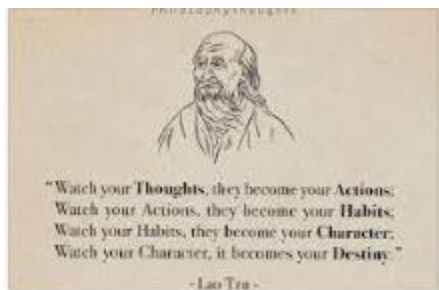 Philosophythoughts
“Watch your Thoughts, they become your Actions;
Watch your Actions, they become your Habits;
Watch your Habits, they become your Character;
Watch your Character, it becomes your Destiny.”
- Lao Tzu -